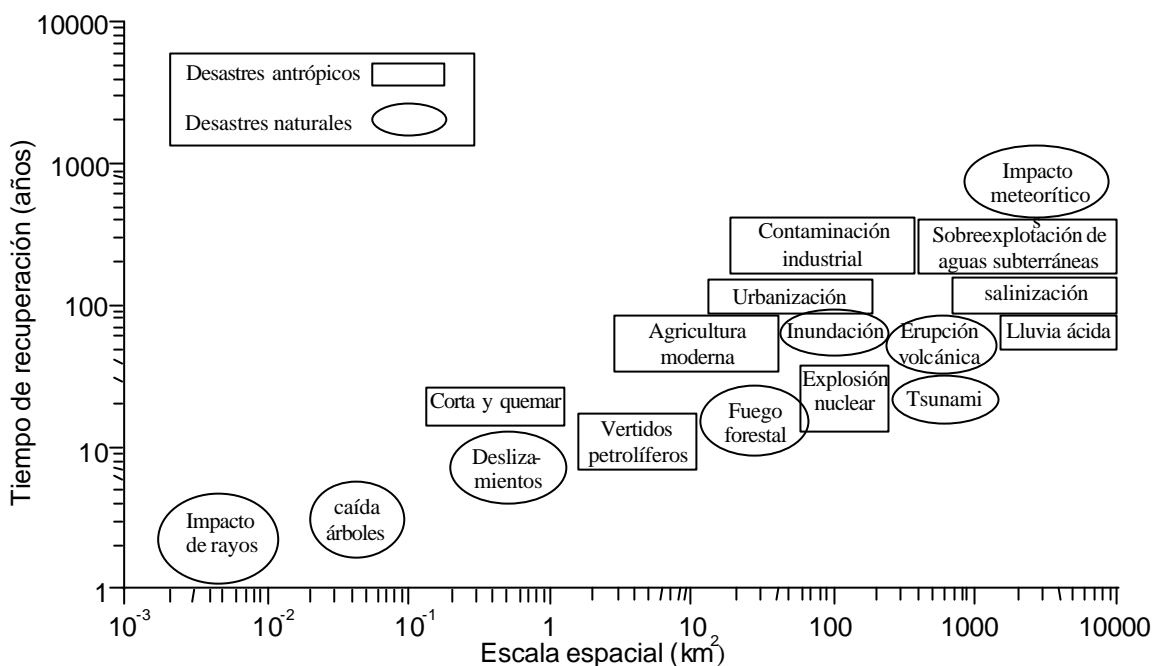 10000
1000
100
10
1
Tiempo de recuperación (años)
Desastres antrópicos
Desastres naturales
Impacto
meteorítico
s
Contaminación
industrial
Sobreexplotación de
aguas subterráneas
Urbanización
salinización
Agricultura
moderna
Inundación
Erupción
volcánica
Lluvia ácida
Corta y quemar
Explosión
nuclear
Tsunami
Fuego
forestal
Vertidos
petrolíferos
Desliza-
mientos
Impacto
de rayos
caída
árboles
10-3 10-2 10-1 1 10 100 1000 10000
Escala espacial (km2)